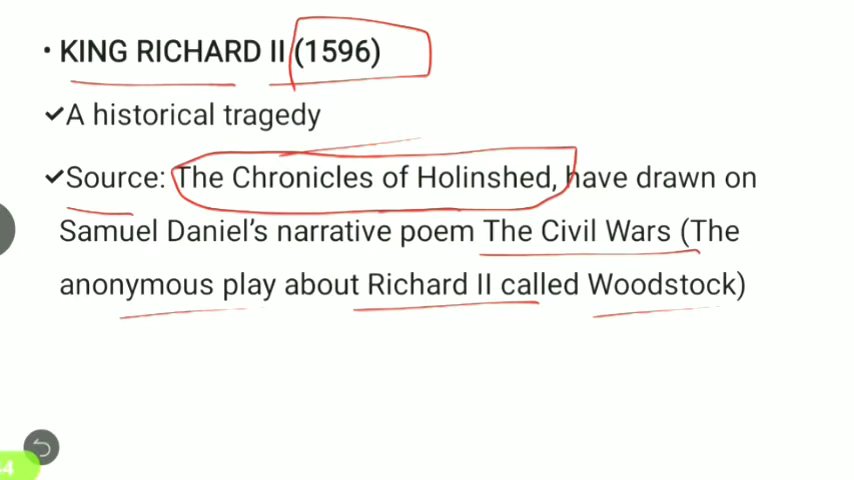 • KING RICHARD II (1596)
✔A historical tragedy
✔Source: The Chronicles of Holinshed, have drawn on
Samuel Daniel's narrative poem The Civil Wars (The
anonymous play about Richard II called Woodstock)
4